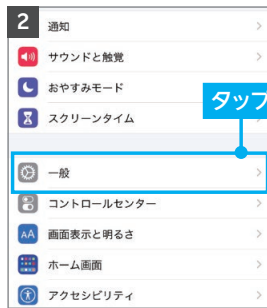 2
通知
サウンドと触覚
おやすみモード
タップ
スクリーンタイム
一般
コントロールセンター
AA 画面表示と明るさ
ホーム画面
アクセシビリティ